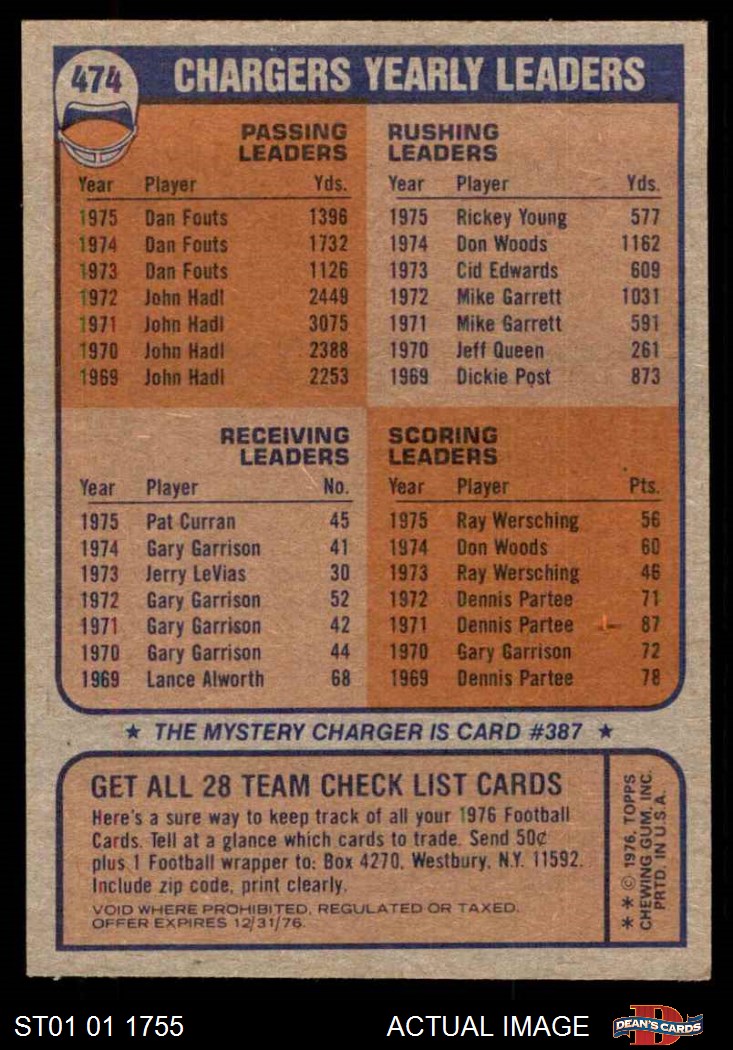 474
CHARGERS YEARLY LEADERS
PASSING
LEADERS
Year Player Yds.
1975 Dan Fouts 1396
1974 Dan Fouts 1732
1973 Dan Fouts 1126
1972 John Hadl 2449
1971 John Hadl 3075
1970 John Hadl 2388
1969 John Hadl 2253
RUSHING
LEADERS
Year Player Yds.
1975 Rickey Young 577
1974 Don Woods 1162
1973 Cid Edwards 609
1972 Mike Garrett 1031
1971 Mike Garrett 591
1970 Jeff Queen 261
1969 Dickie Post 873
RECEIVING
LEADERS
Year Player No.
1975 Pat Curran 45
1974 Gary Garrison 41
1973 Jerry LeVias 30
1972 Gary Garrison 52
1971 Gary Garrison 42
1970 Gary Garrison 44
1969 Lance Alworth 68
SCORING
LEADERS
Year Player Pts.
1975 Ray Wersching 56
1974 Don Woods 60
1973 Ray Wersching 46
1972 Dennis Partee 71
1971 Dennis Partee 87
1970 Gary Garrison 72
1969 Dennis Partee 78
★ THE MYSTERY CHARGER IS CARD #387 ★
GET ALL 28 TEAM CHECK LIST CARDS
Here's a sure way to keep track of all your 1976 Football
Cards. Tell at a glance which cards to trade. Send 50¢
plus 1 Football wrapper to: Box 4270, Westbury, N.Y. 11592.
Include zip code, print clearly.
VOID WHERE PROHIBITED, REGULATED OR TAXED.
OFFER EXPIRES 12/31/76.
** © 1976, TOPPS
CHEWING GUM, INC.
PRTD. IN U.S.A.
ST01 01 1755
ACTUAL IMAGE
D
DEAN'S CARDS